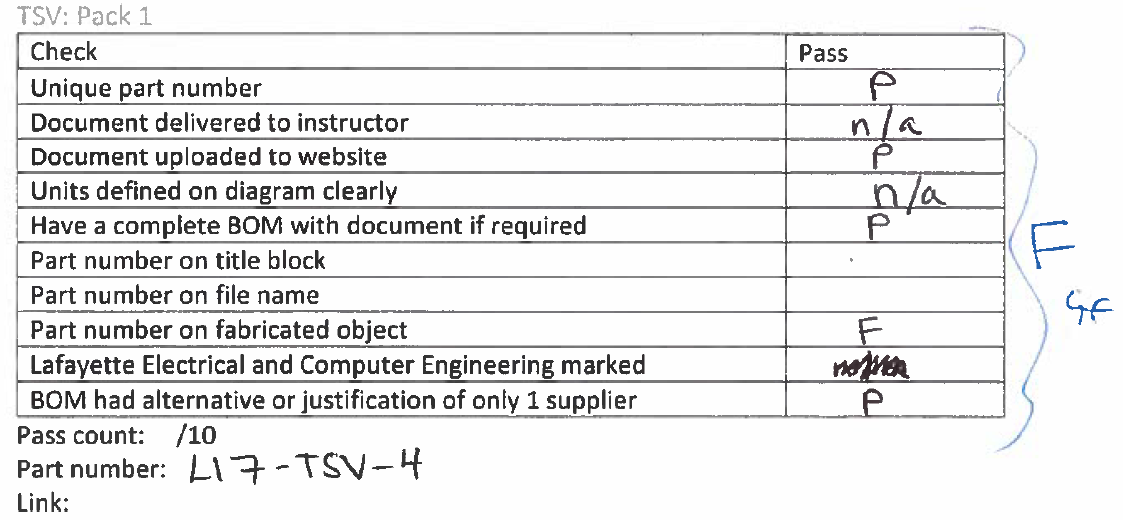 TSV: Pack 1
Check Pass
Unique part number P
Document delivered to instructor n/a
Document uploaded to website P
Units defined on diagram clearly n/a
Have a complete BOM with document if required P
Part number on title block
Part number on file name
Part number on fabricated object F
Lafayette Electrical and Computer Engineering marked
BOM had alternative or justification of only 1 supplier P
F
GF
Pass count: /10
Part number: L17-TSV-4
Link: